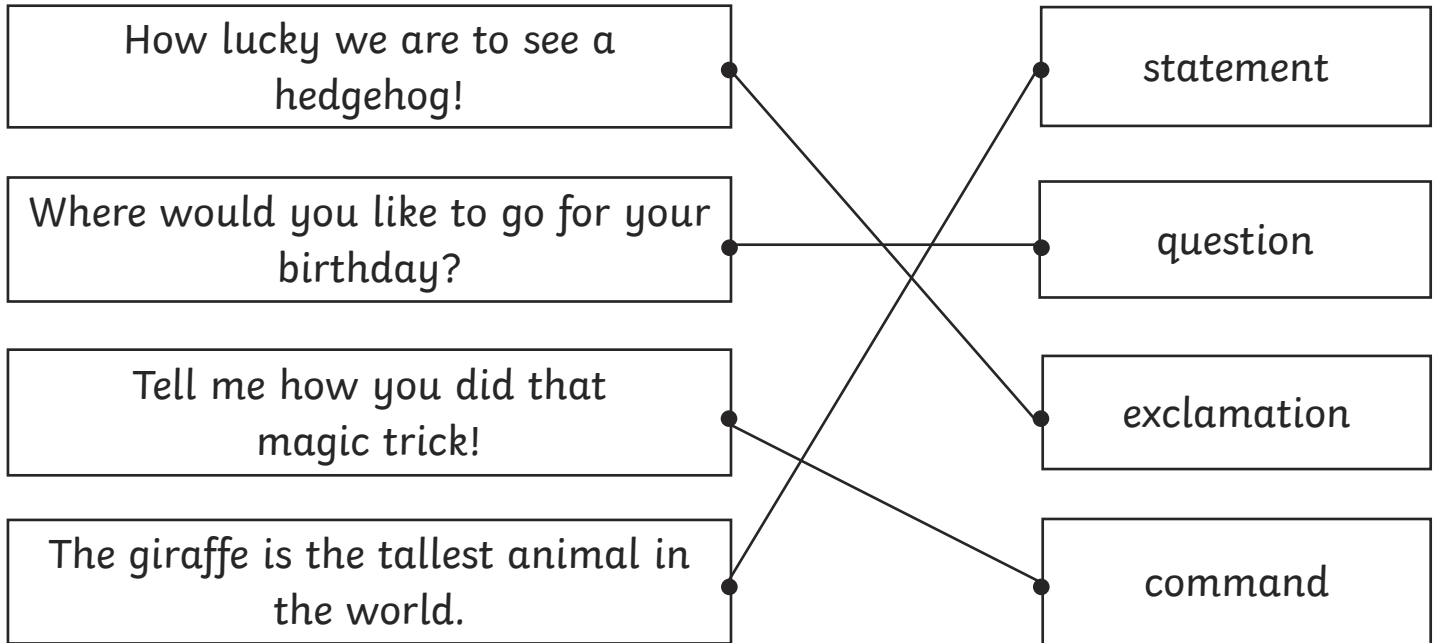 How lucky we are to see a
hedgehog!
statement
Where would you like to go for your
birthday?
question
Tell me how you did that
magic trick!
exclamation
The giraffe is the tallest animal in
the world.
command